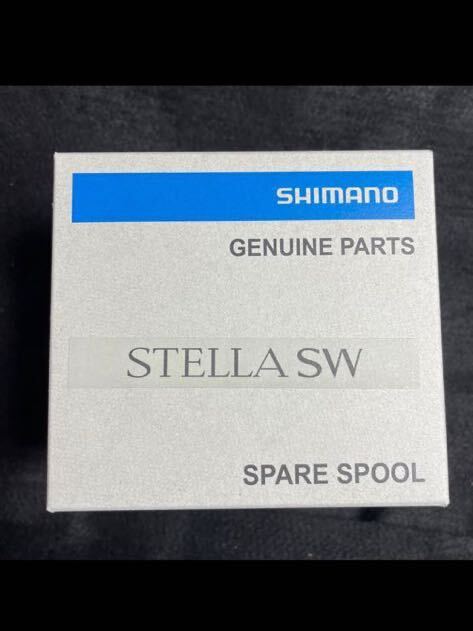 SHIMANO
GENUINE PARTS
STELLA SW
SPARE SPOOL